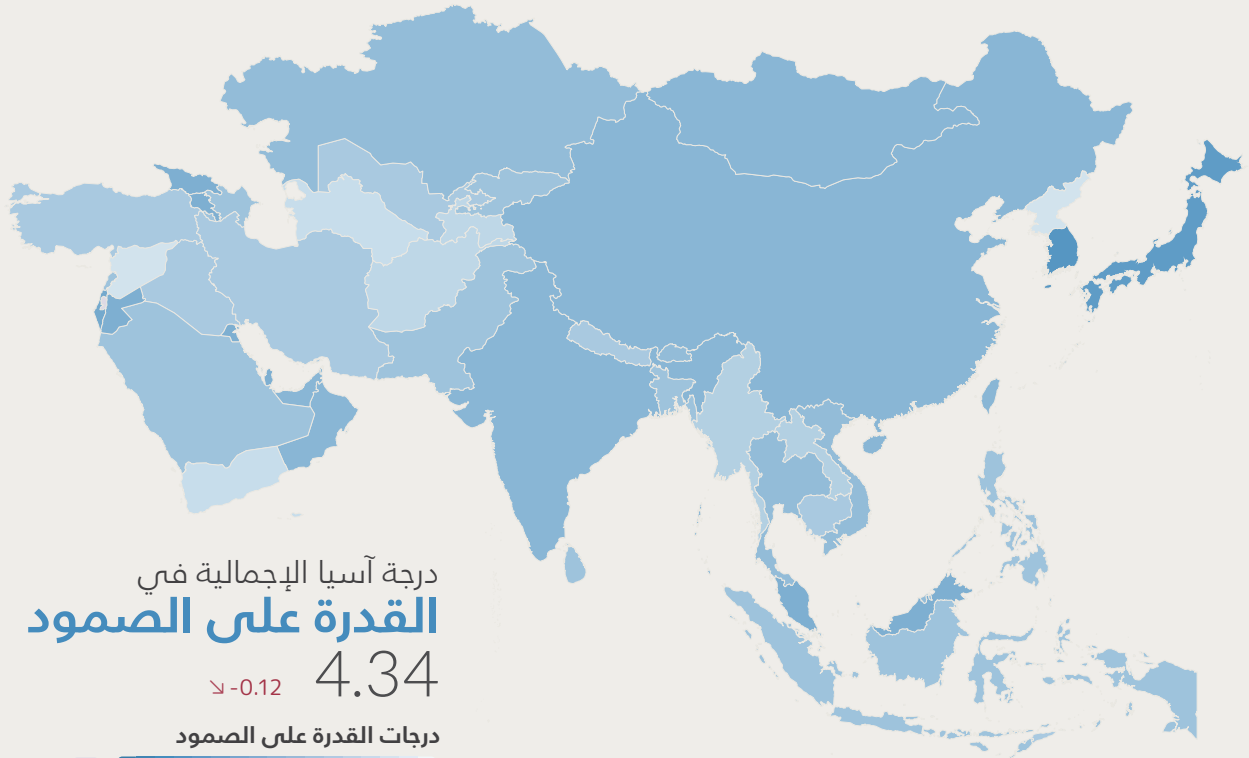 درجة آسيا الإجمالية في
القدرة على الصمود
4.34 -0.12 ↘
درجات القدرة على الصمود